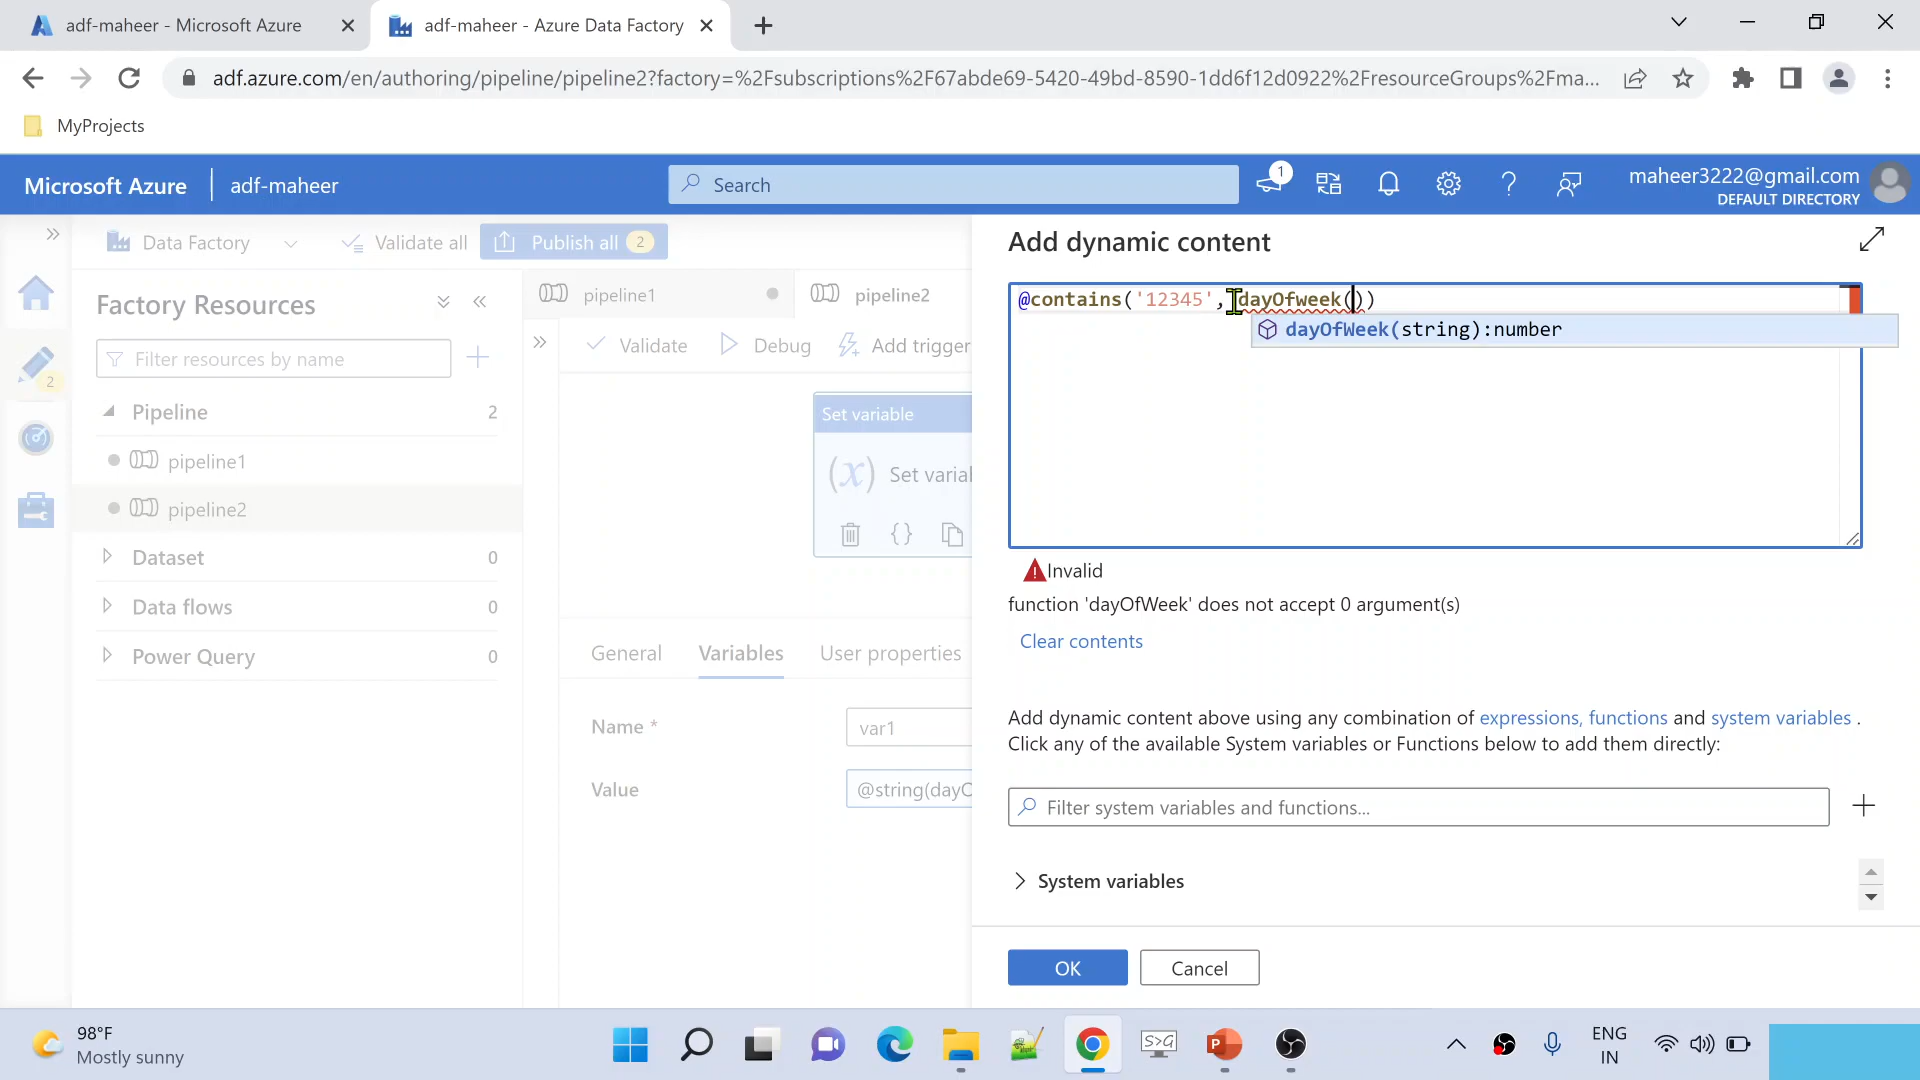 adf-maheer - Microsoft Azure
adf-maheer - Azure Data Factory
adf.azure.com/en/authoring/pipeline/pipeline2?factory=%2Fsubscriptions%2F67abde69-5420-49bd-8590-1dd6f12d0922%2FresourceGroups%2Fma...
MyProjects
Microsoft Azure
adf-maheer
Search
1
maheer3222@gmail.com
DEFAULT DIRECTORY
Data Factory
Validate all
Publish all 2
Factory Resources
Filter resources by name
2
Pipeline 2
pipeline1
pipeline2
Dataset 0
Data flows 0
Power Query 0
pipeline1
pipeline2
Validate
Debug
Add trigger
Set variable
(x) Set varial
General
Variables
User properties
Name *
var1
Value
@string(dayO
Add dynamic content
@contains('12345', dayOfweek())
dayOfWeek(string):number
Invalid
function 'dayOfWeek' does not accept 0 argument(s)
Clear contents
Add dynamic content above using any combination of expressions, functions and system variables .
Click any of the available System variables or Functions below to add them directly:
Filter system variables and functions...
System variables
OK
Cancel
98°F
Mostly sunny
S>G
P
ENG
IN